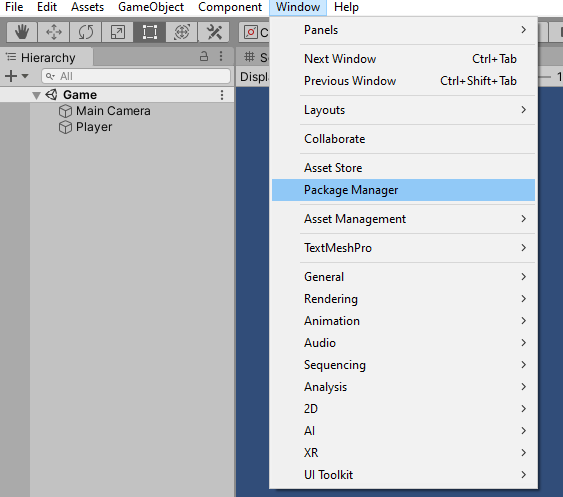 File Edit Assets GameObject Component Window Help
Hierarchy
All
Game
Main Camera
Player
C
S
Displa
1
Panels
Next Window Ctrl+Tab
Previous Window Ctrl+Shift+Tab
Layouts
Collaborate
Asset Store
Package Manager
Asset Management
TextMeshPro
General
Rendering
Animation
Audio
Sequencing
Analysis
2D
AI
XR
UI Toolkit